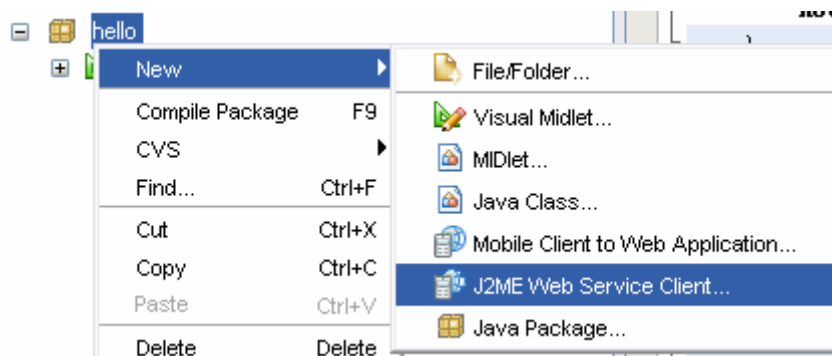 hello
New
Compile Package F9
CVS
Find... Ctrl+F
Cut Ctrl+X
Copy Ctrl+C
Paste Ctrl+V
Delete Delete
File/Folder...
Visual Midlet...
MIDlet...
Java Class...
Mobile Client to Web Application...
J2ME Web Service Client...
Java Package...